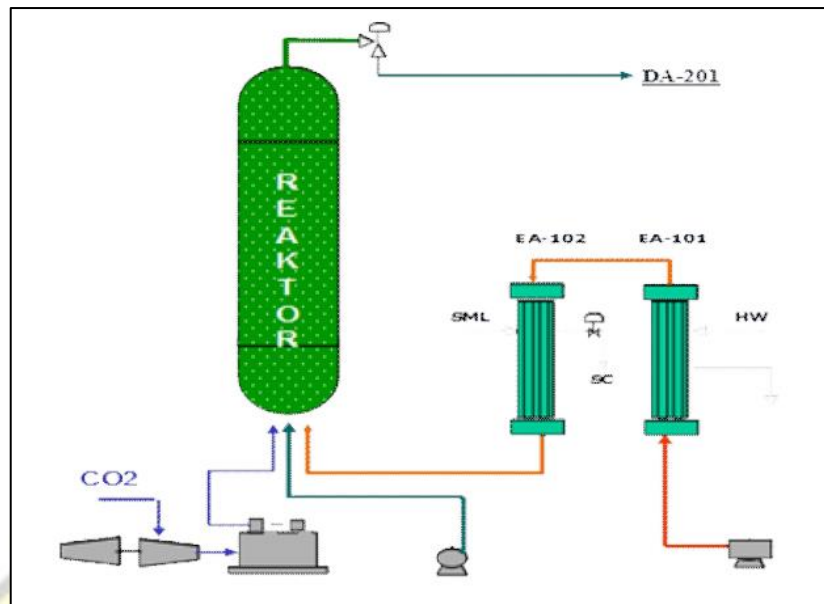 DA-201
REAKTOR
EA-102
EA-101
SML
HW
SC
CO2